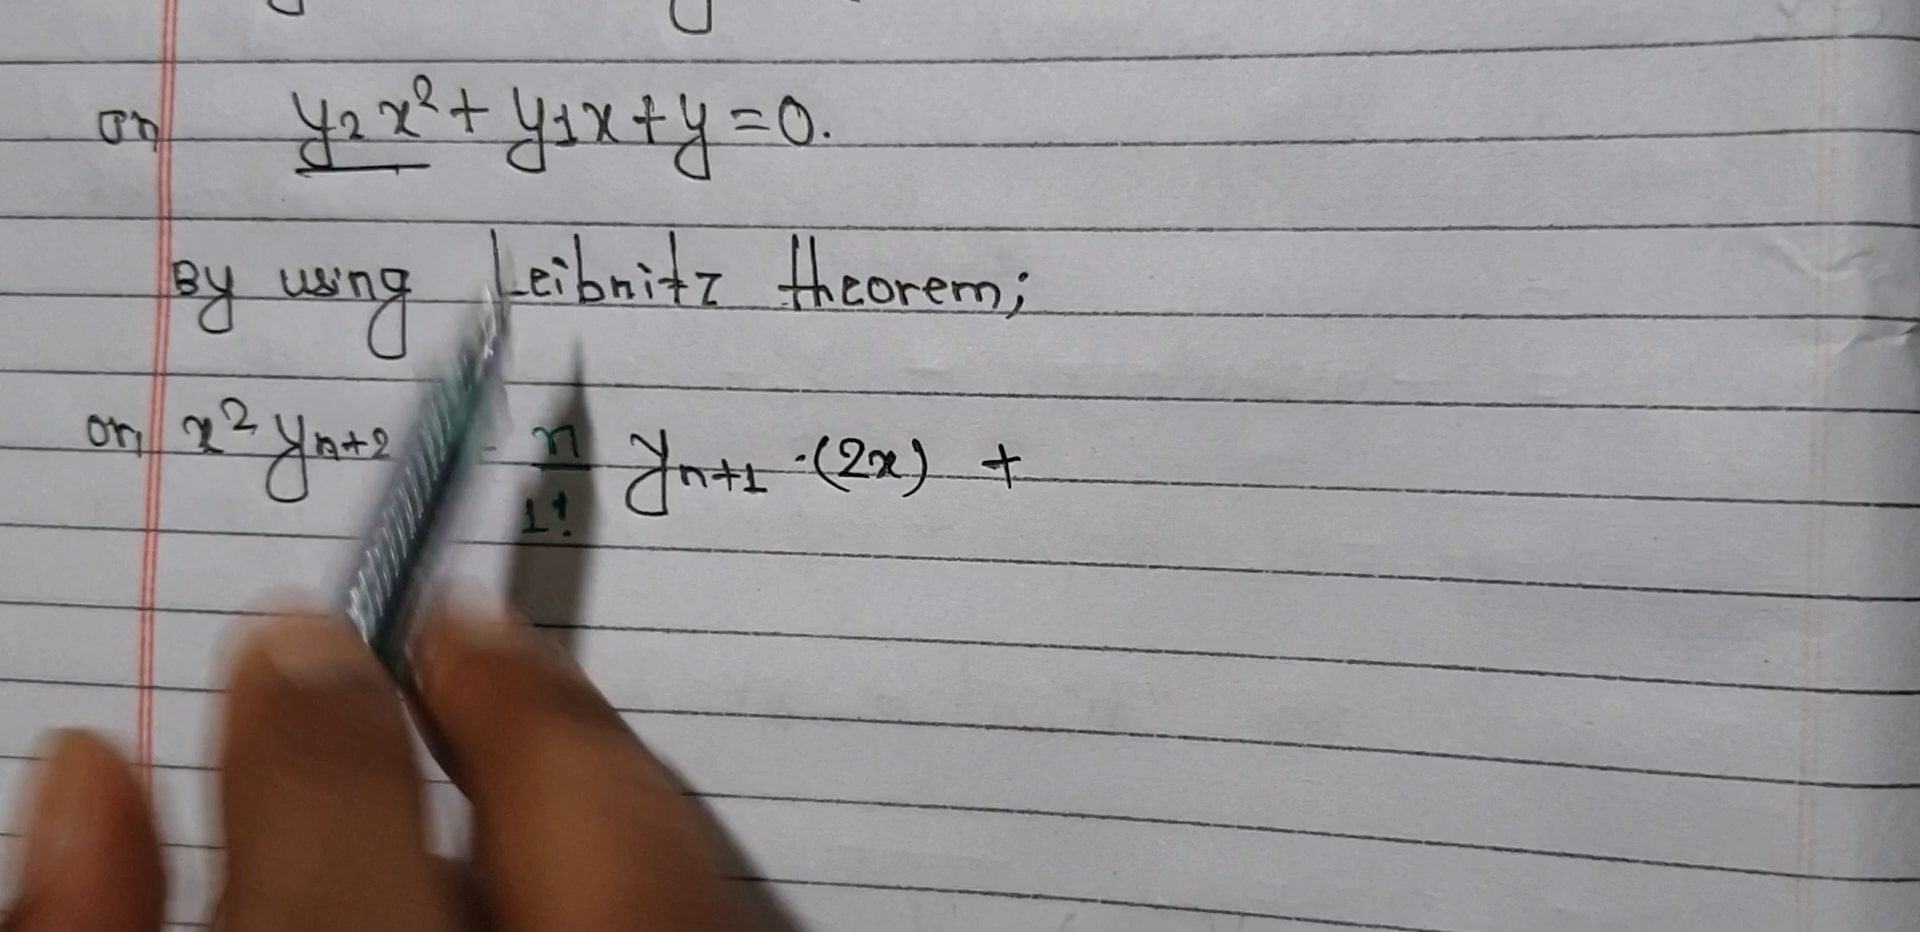 or y₂x² + y₁x + y = 0.
By using Leibnitz theorem;
or, x² yₙ₊₂ n/1! yₙ₊₁ ·(2x) +